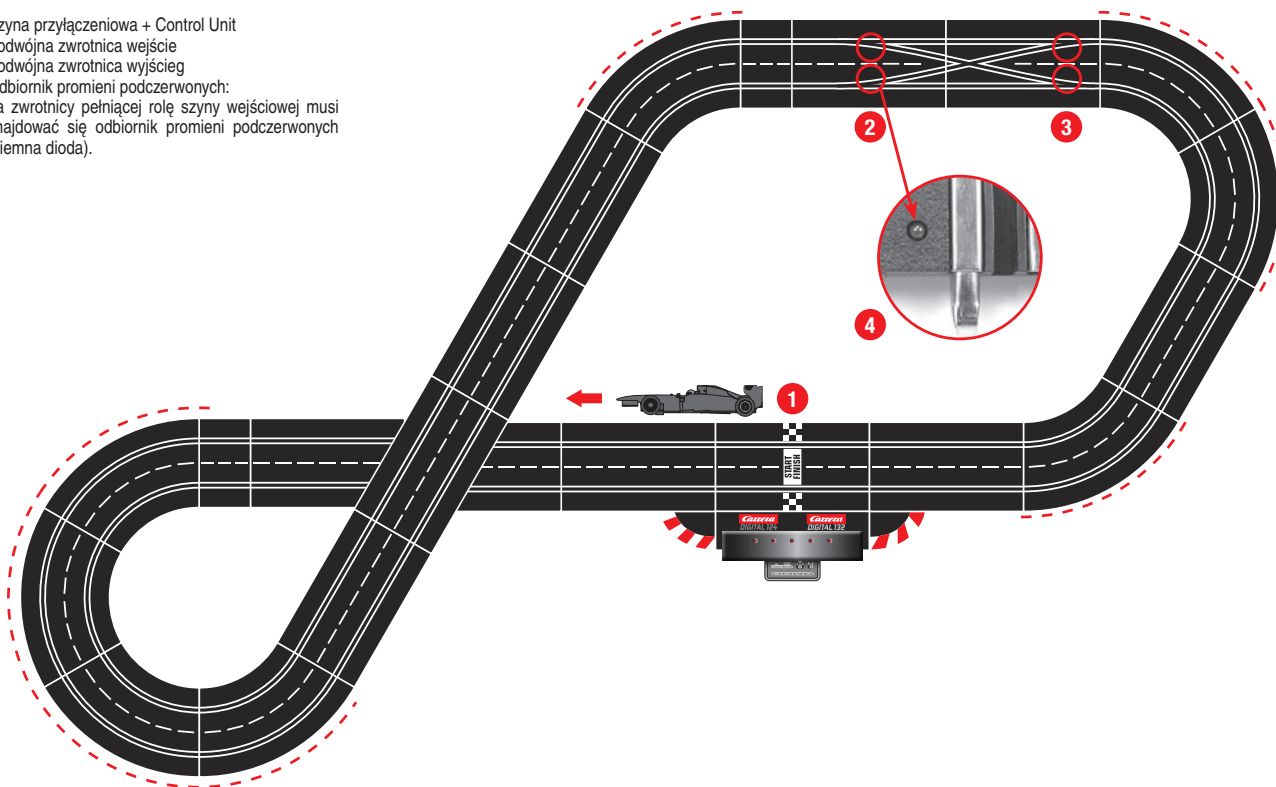 zyna przyłączeniowa + Control Unit
odwójna zwrotnica wejście
odwójna zwrotnica wyjścieg
dbiornik promieni podczerwonych:
a zwrotnicy pełniącej rolę szyny wejściowej musi
najdować się odbiornik promieni podczerwonych
iemna dioda).
2
3
4
1
START
FINISH
Carrera
DIGITAL 124
Carrera
DIGITAL 132